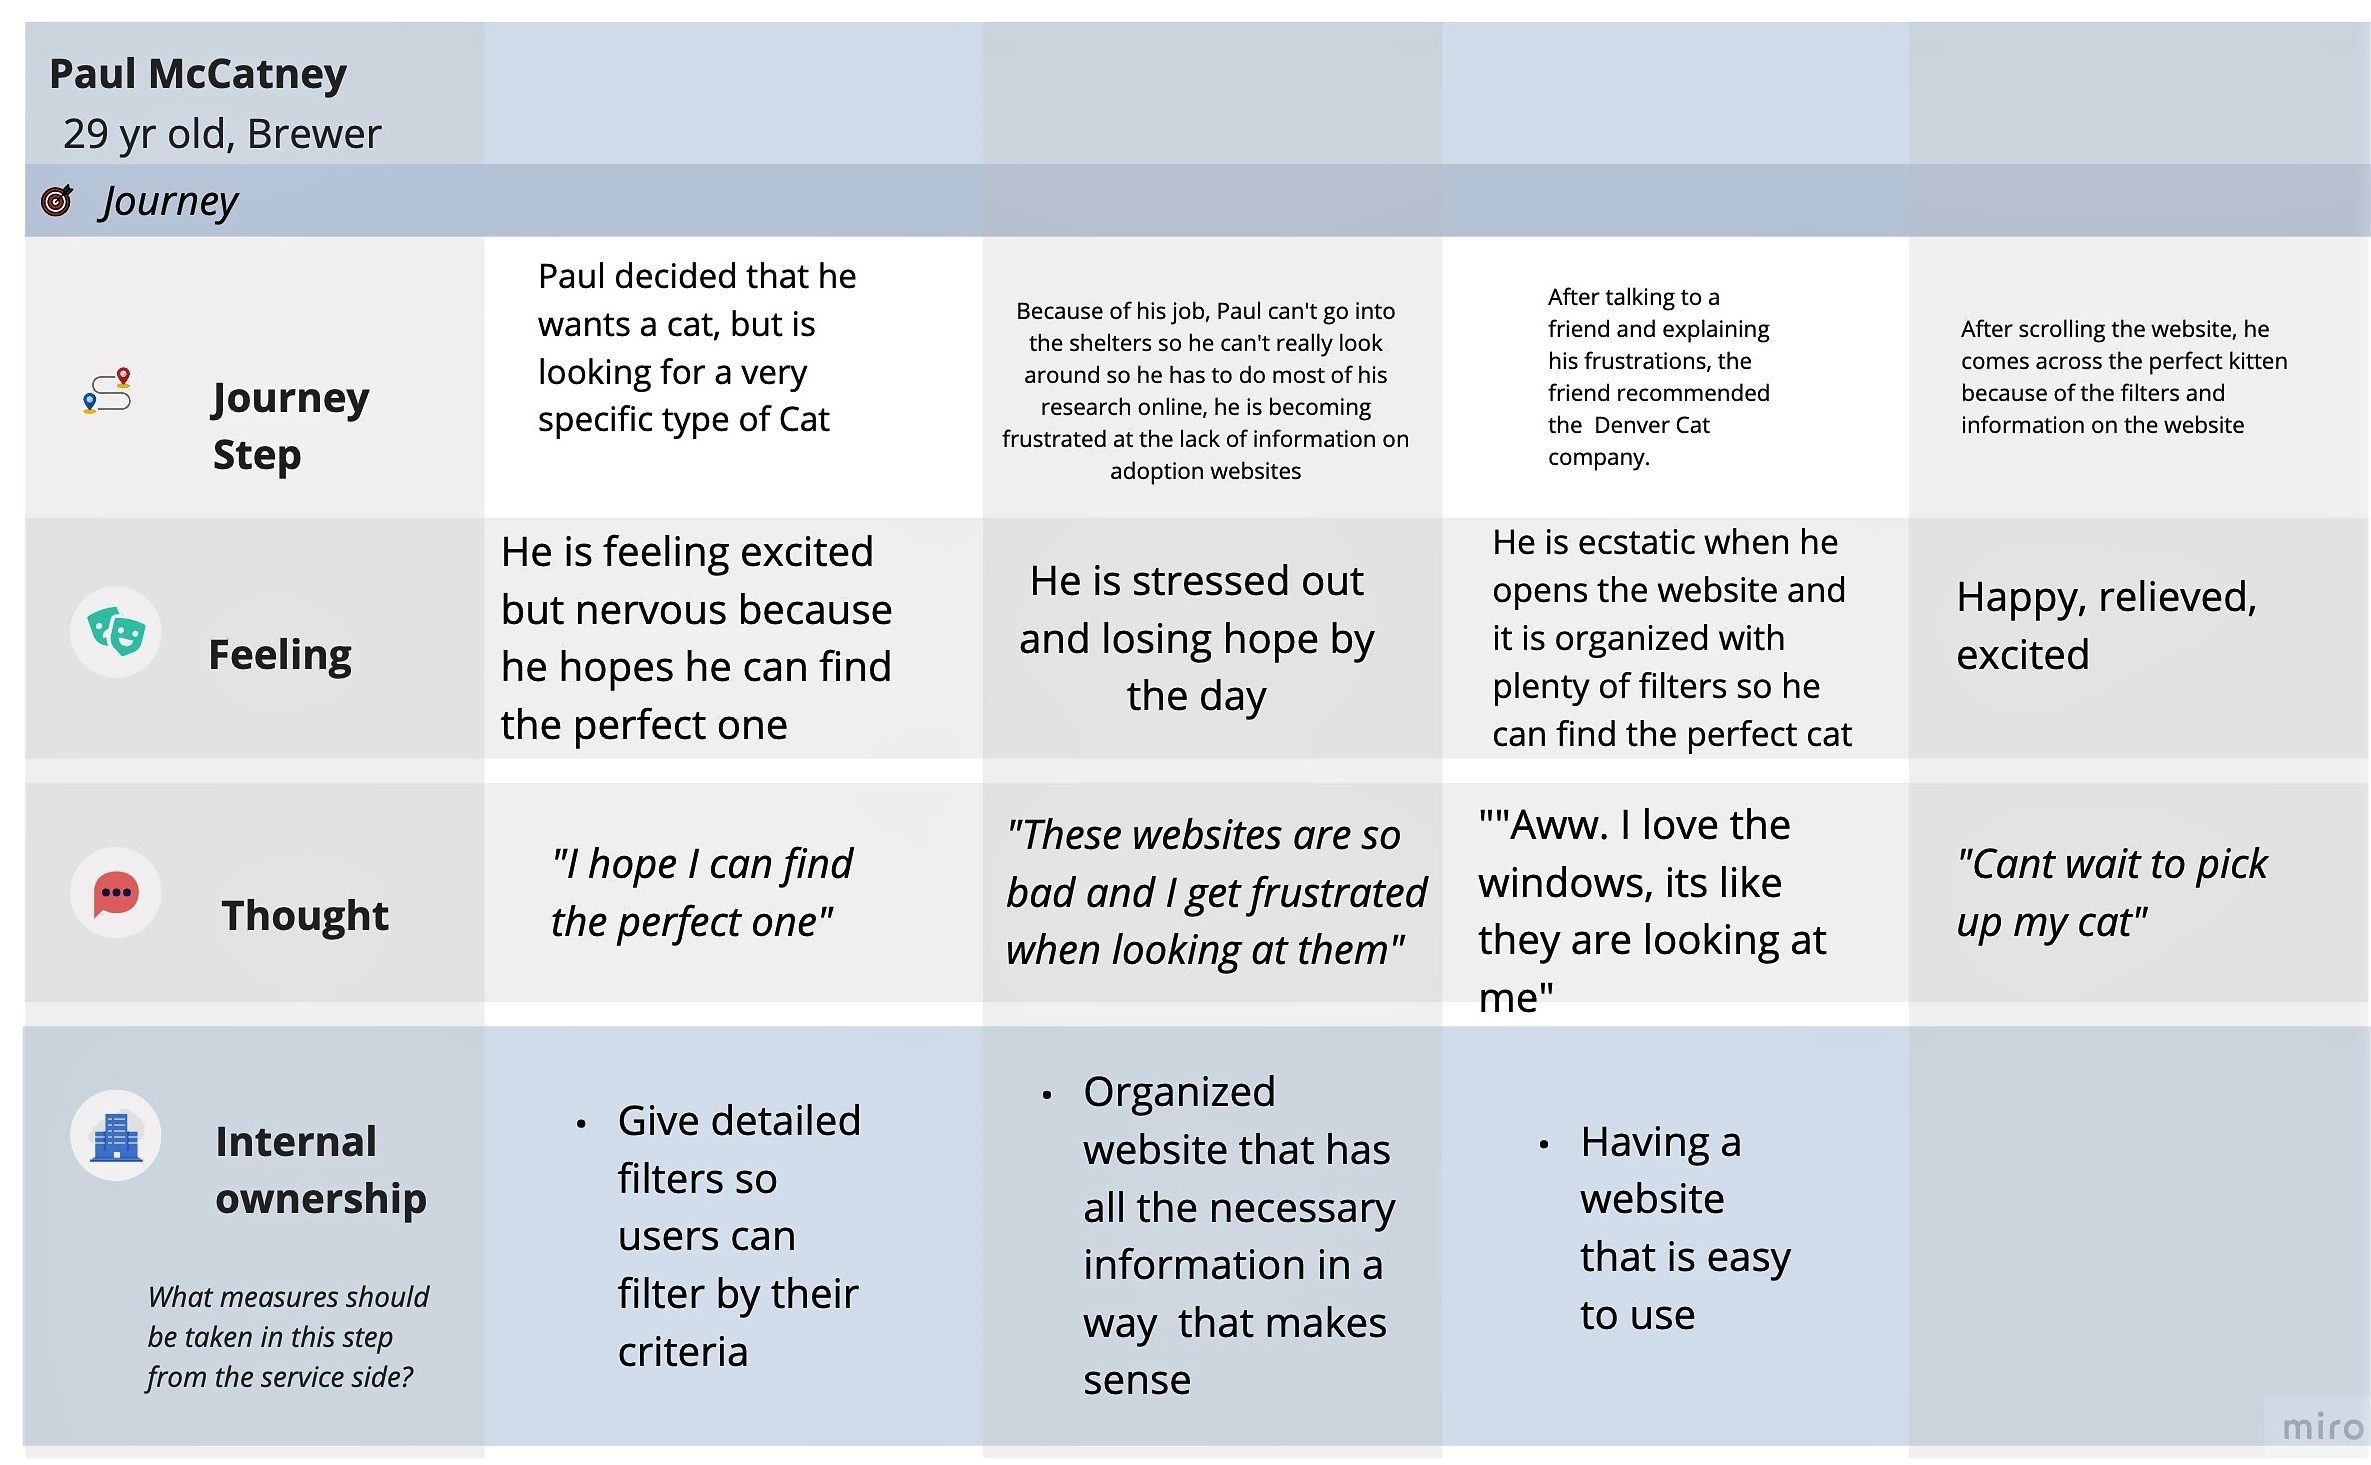 Paul McCatney
29 yr old, Brewer
Journey
Journey
Step
Paul decided that he
wants a cat, but is
looking for a very
specific type of Cat
Because of his job, Paul can't go into
the shelters so he can't really look
around so he has to do most of his
research online, he is becoming
frustrated at the lack of information on
adoption websites
After talking to a
friend and explaining
his frustrations, the
friend recommended
the  Denver Cat
company.
After scrolling the website, he
comes across the perfect kitten
because of the filters and
information on the website
Feeling
He is feeling excited
but nervous because
he hopes he can find
the perfect one
He is stressed out
and losing hope by
the day
He is ecstatic when he
opens the website and
it is organized with
plenty of filters so he
can find the perfect cat
Happy, relieved,
excited
Thought
"I hope I can find
the perfect one"
"These websites are so
bad and I get frustrated
when looking at them"
""Aww. I love the
windows, its like
they are looking at
me"
"Cant wait to pick
up my cat"
Internal
ownership
What measures should
be taken in this step
from the service side?
• Give detailed
filters so
users can
filter by their
criteria
• Organized
website that has
all the necessary
information in a
way  that makes
sense
• Having a
website
that is easy
to use
miro